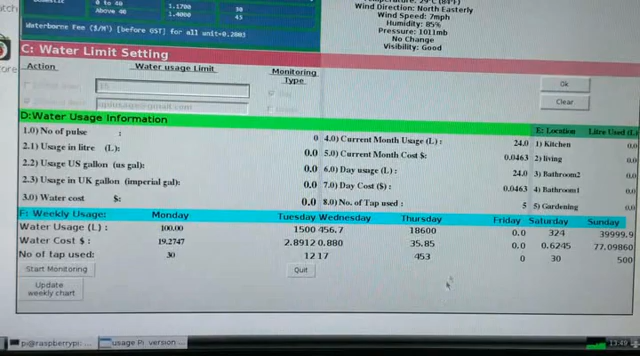 0 to 40
Above 40
1.1700
1.4000
30
45
Waterborne Fee ($/M³) [before GST] for all unit=0.2803
Wind Direction: North Easterly
Wind Speed: 7mph
Humidity: 85%
Pressure: 1011mb
No Change
Visibility: Good
C: Water Limit Setting
Action
Water usage Limit
Monitoring Type
Ok
Clear
D:Water Usage Information
1.0) No of pulse : 0
2.1) Usage in litre (L): 0.0
2.2) Usage US gallon (us gal): 0.0
2.3) Usage in UK gallon (imperial gal): 0.0
3.0) Water cost $: 0.0
4.0) Current Month Usage (L) : 24.0
5.0) Current Month Cost $: 0.0463
6.0) Day usage (L) : 24.0
7.0) Day Cost ($) : 0.0463
8.0) No. of Tap used : 5
E: Location Litre Used (L)
1) Kitchen 0.0
2) living 0.0
3) Bathroom2 0.0
4) Bathroom1 0.0
5) Gardening 0.0
F: Weekly Usage: Monday Tuesday Wednesday Thursday Friday Saturday Sunday
Water Usage (L) : 100.00 1500 456.7 18600 0.0 324 39999.9
Water Cost $ : 19.2747 2.8912 0.880 35.85 0.0 0.6245 77.09860
No of tap used: 30 12 17 453 0 30 500
Start Monitoring
Quit
Update
weekly chart
pi@raspberrypi: ...
usage Pi version ...
13:49